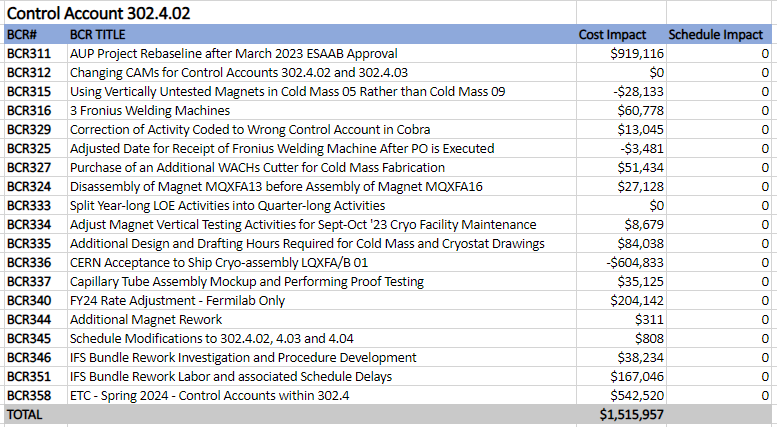 Control Account 302.4.02
BCR# BCR TITLE Cost Impact Schedule Impact
BCR311 AUP Project Rebaseline after March 2023 ESAAB Approval $919,116 0
BCR312 Changing CAMs for Control Accounts 302.4.02 and 302.4.03 $0 0
BCR315 Using Vertically Untested Magnets in Cold Mass 05 Rather than Cold Mass 09 -$28,133 0
BCR316 3 Fronius Welding Machines $60,778 0
BCR329 Correction of Activity Coded to Wrong Control Account in Cobra $13,045 0
BCR325 Adjusted Date for Receipt of Fronius Welding Machine After PO is Executed -$3,481 0
BCR327 Purchase of an Additional WACHs Cutter for Cold Mass Fabrication $51,434 0
BCR324 Disassembly of Magnet MQXFA13 before Assembly of Magnet MQXFA16 $27,128 0
BCR333 Split Year-long LOE Activities into Quarter-long Activities $0 0
BCR334 Adjust Magnet Vertical Testing Activities for Sept-Oct '23 Cryo Facility Maintenance $8,679 0
BCR335 Additional Design and Drafting Hours Required for Cold Mass and Cryostat Drawings $84,038 0
BCR336 CERN Acceptance to Ship Cryo-assembly LQXFA/B 01 -$604,833 0
BCR337 Capillary Tube Assembly Mockup and Performing Proof Testing $35,125 0
BCR340 FY24 Rate Adjustment - Fermilab Only $204,142 0
BCR344 Additional Magnet Rework $311 0
BCR345 Schedule Modifications to 302.4.02, 4.03 and 4.04 $808 0
BCR346 IFS Bundle Rework Investigation and Procedure Development $38,234 0
BCR351 IFS Bundle Rework Labor and associated Schedule Delays $167,046 0
BCR358 ETC - Spring 2024 - Control Accounts within 302.4 $542,520 0
TOTAL $1,515,957